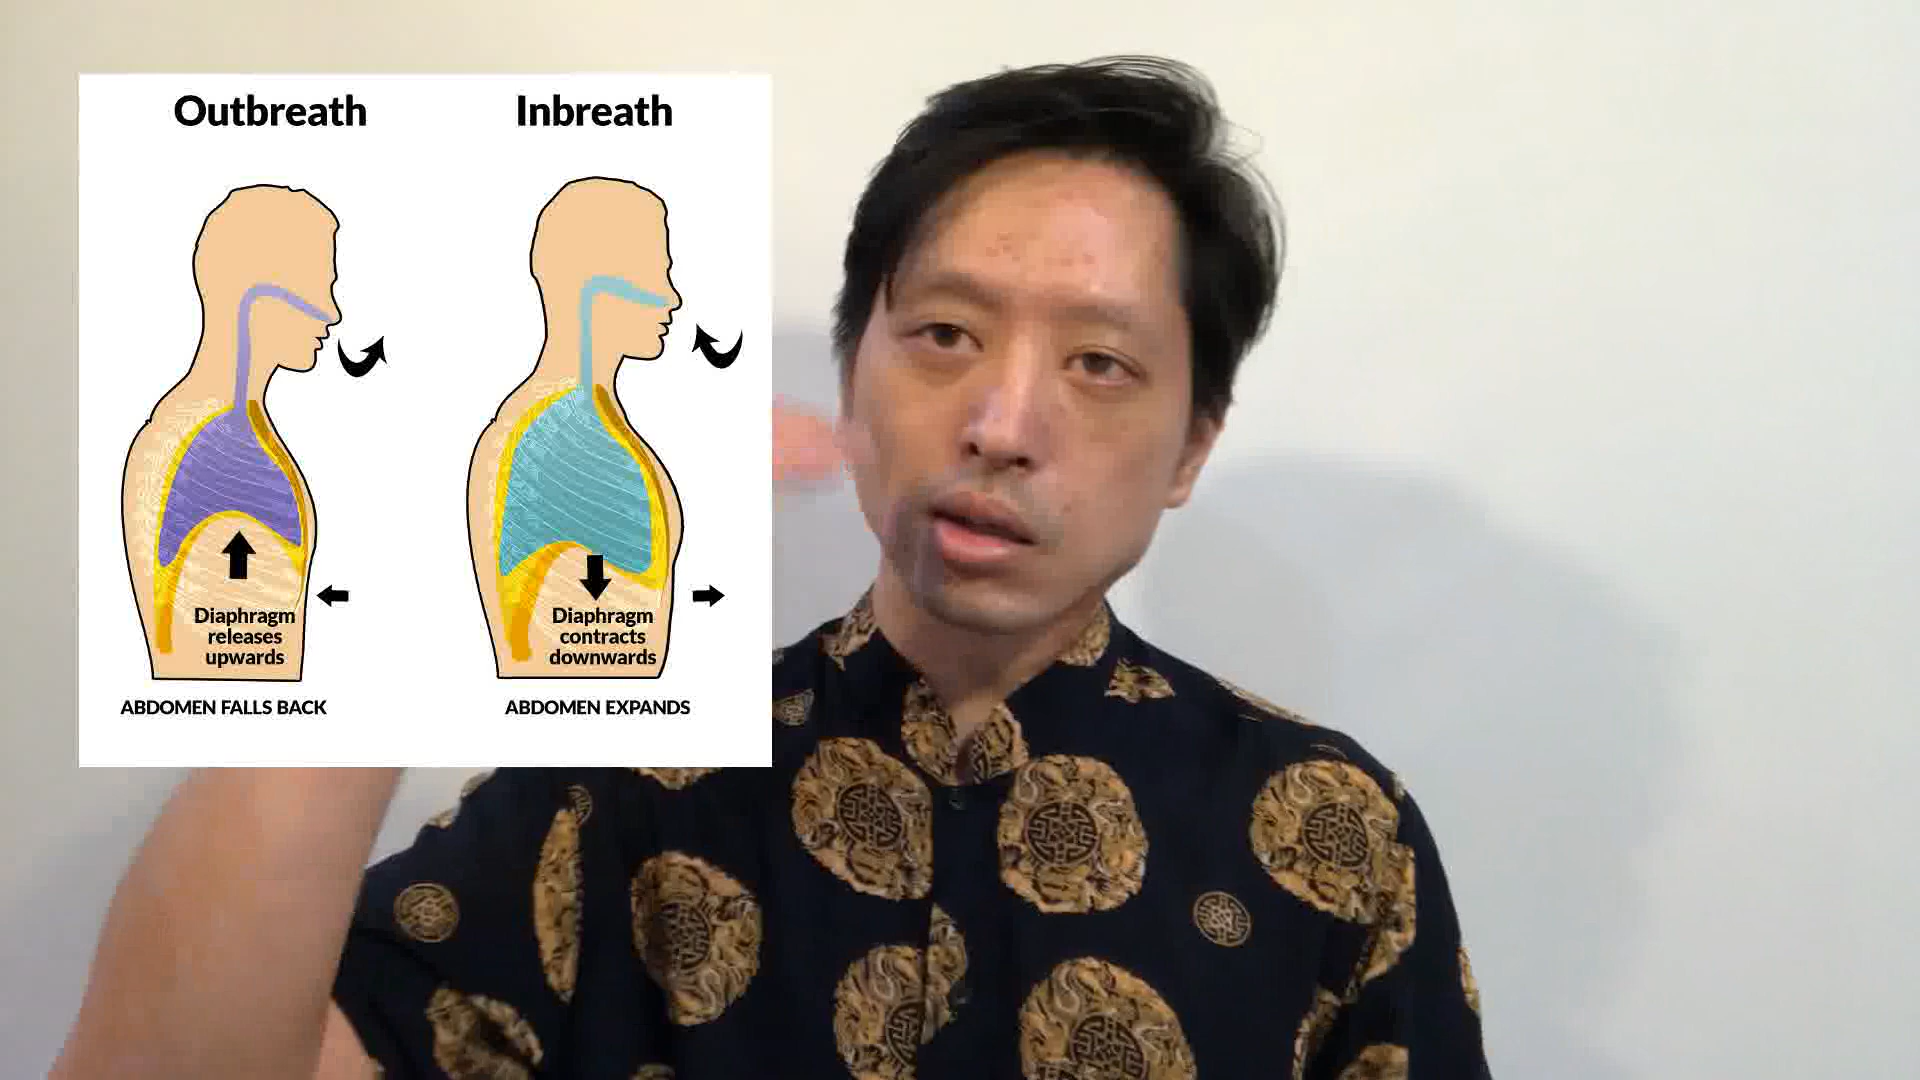 Outbreath
Inbreath
Diaphragm
releases
upwards
Diaphragm
contracts
downwards
ABDOMEN FALLS BACK
ABDOMEN EXPANDS